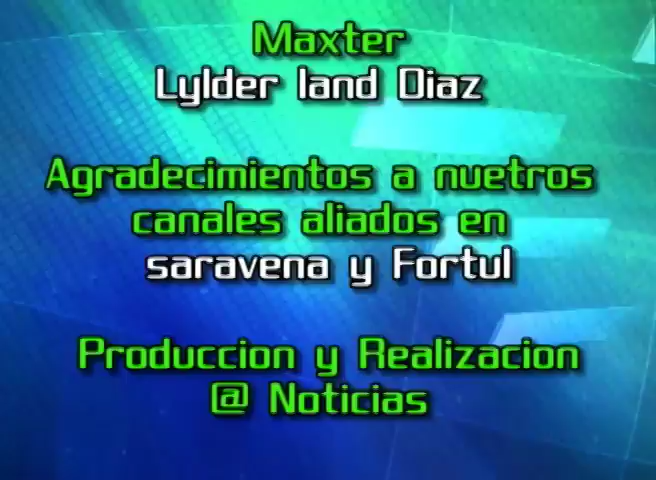 Maxter
Lylder land Diaz
Agradecimientos a nuetros
canales aliados en
saravena y Fortul
Produccion y Realizacion
@ Noticias